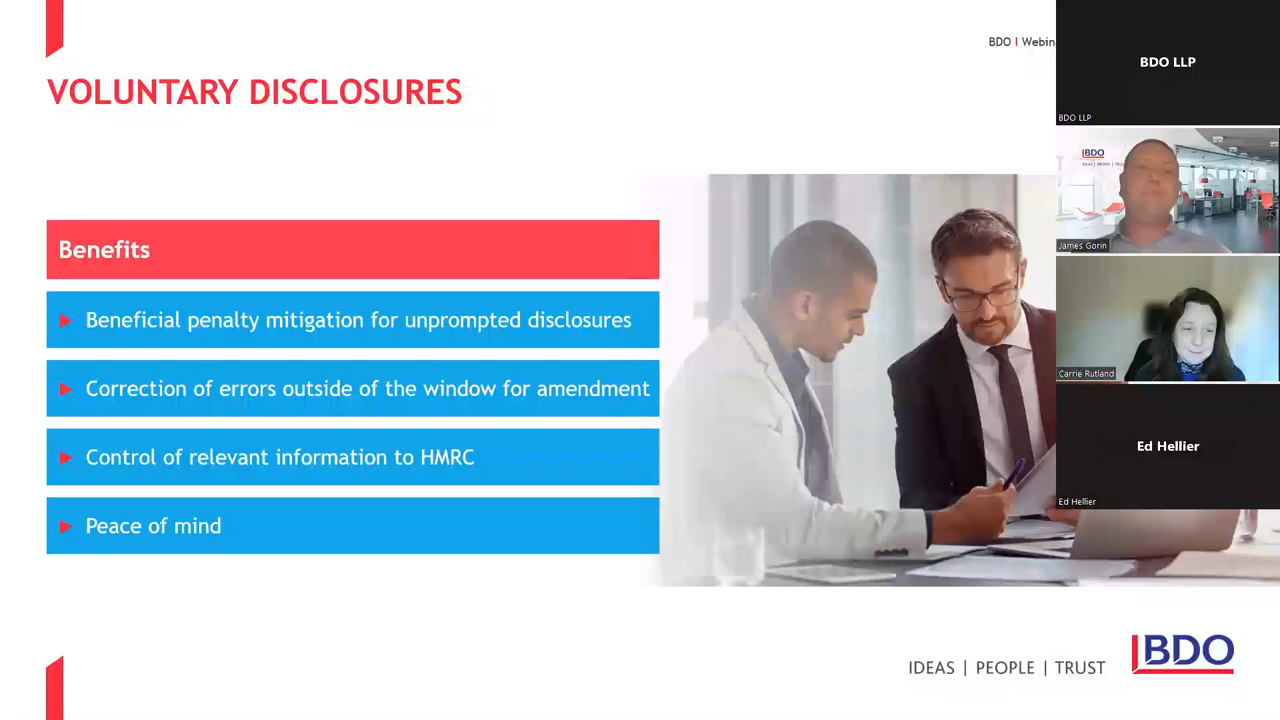 BDO | Webin
VOLUNTARY DISCLOSURES
Benefits
Beneficial penalty mitigation for unprompted disclosures
Correction of errors outside of the window for amendment
Control of relevant information to HMRC
Peace of mind
IDEAS | PEOPLE | TRUST
BDO
BDO LLP
BDO LLP
BDO
James Gorin
Carrie Rutland
Ed Hellier
Ed Hellier